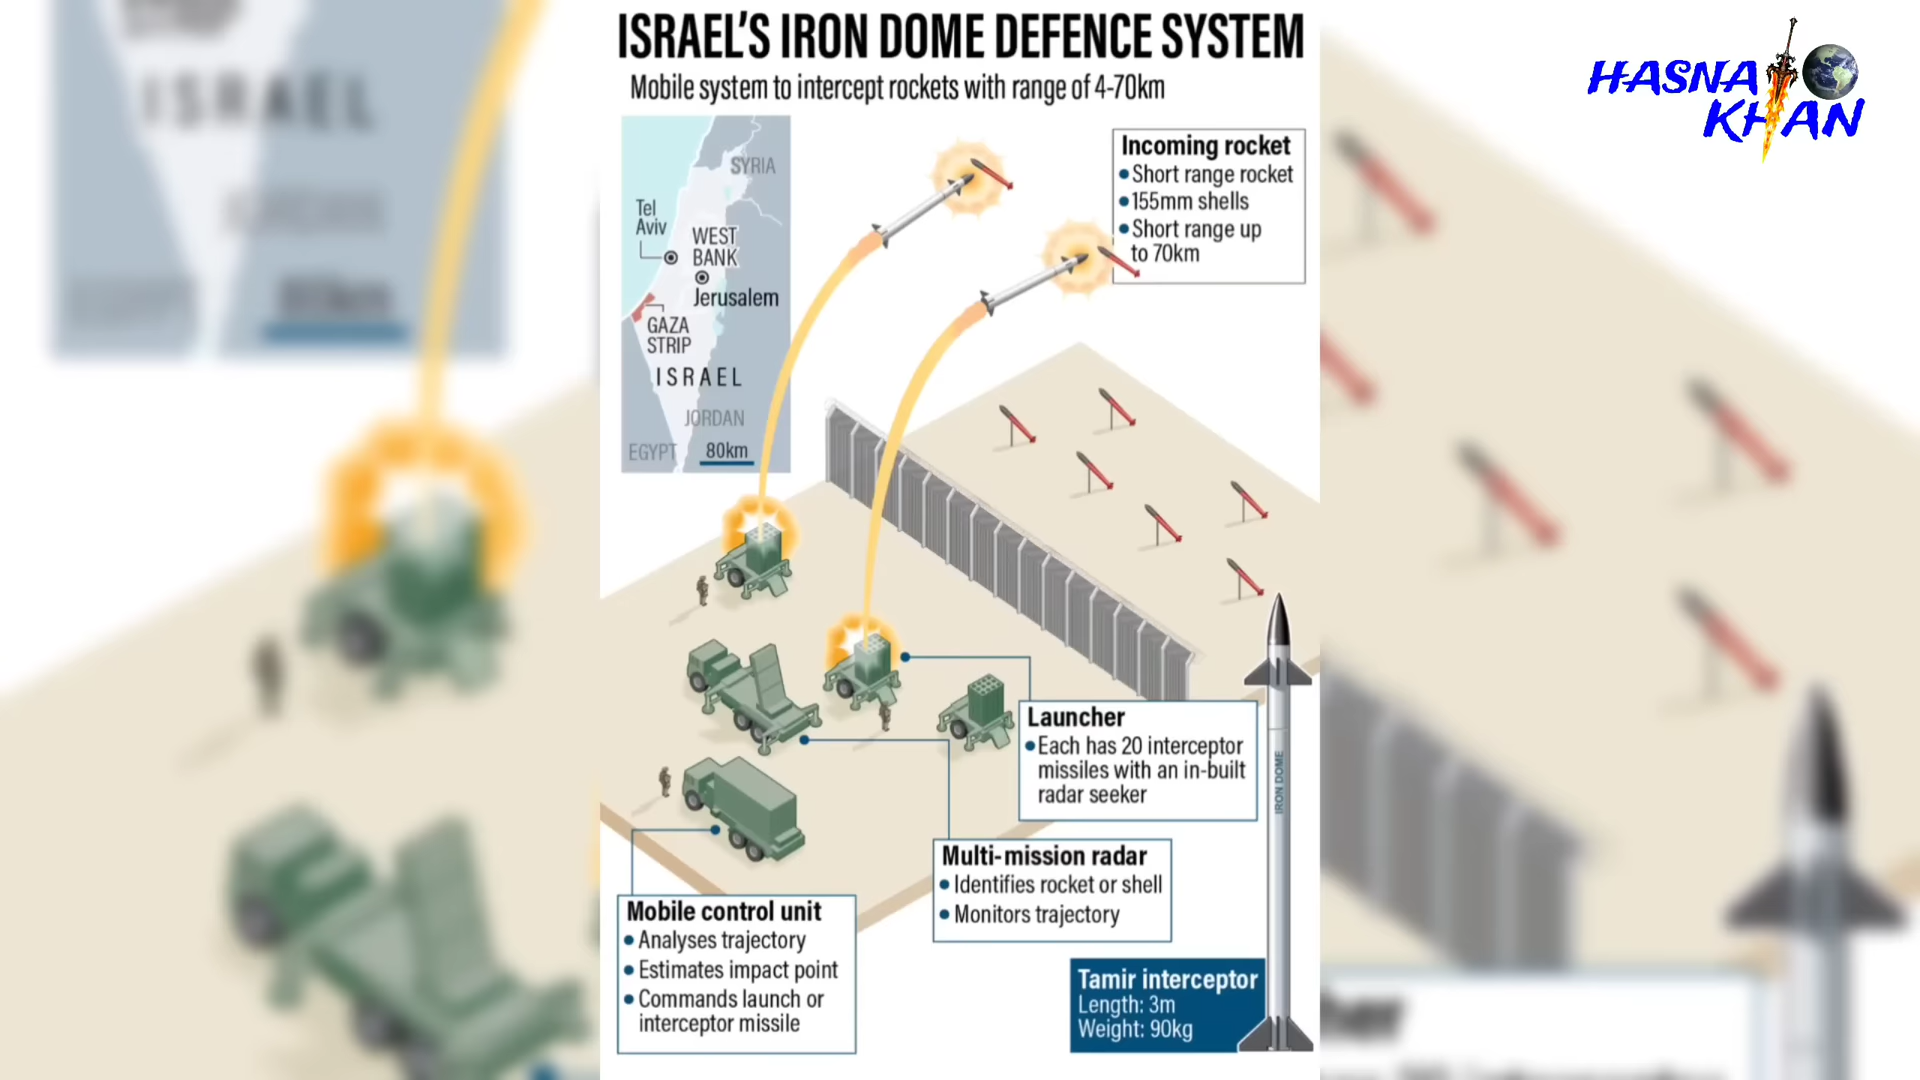 ISRAEL'S IRON DOME DEFENCE SYSTEM
Mobile system to intercept rockets with range of 4-70km
HASNA
KHAN
SYRIA
Tel
Aviv
WEST
BANK
Jerusalem
GAZA
STRIP
ISRAEL
JORDAN
EGYPT
80km
Incoming rocket
• Short range rocket
• 155mm shells
• Short range up
to 70km
Launcher
• Each has 20 interceptor
missiles with an in-built
radar seeker
IRON DOME
Multi-mission radar
• Identifies rocket or shell
• Monitors trajectory
Mobile control unit
• Analyses trajectory
• Estimates impact point
• Commands launch or
interceptor missile
Tamir interceptor
Length: 3m
Weight: 90kg
ISRAEL
JORDAN
EGYPT
80km